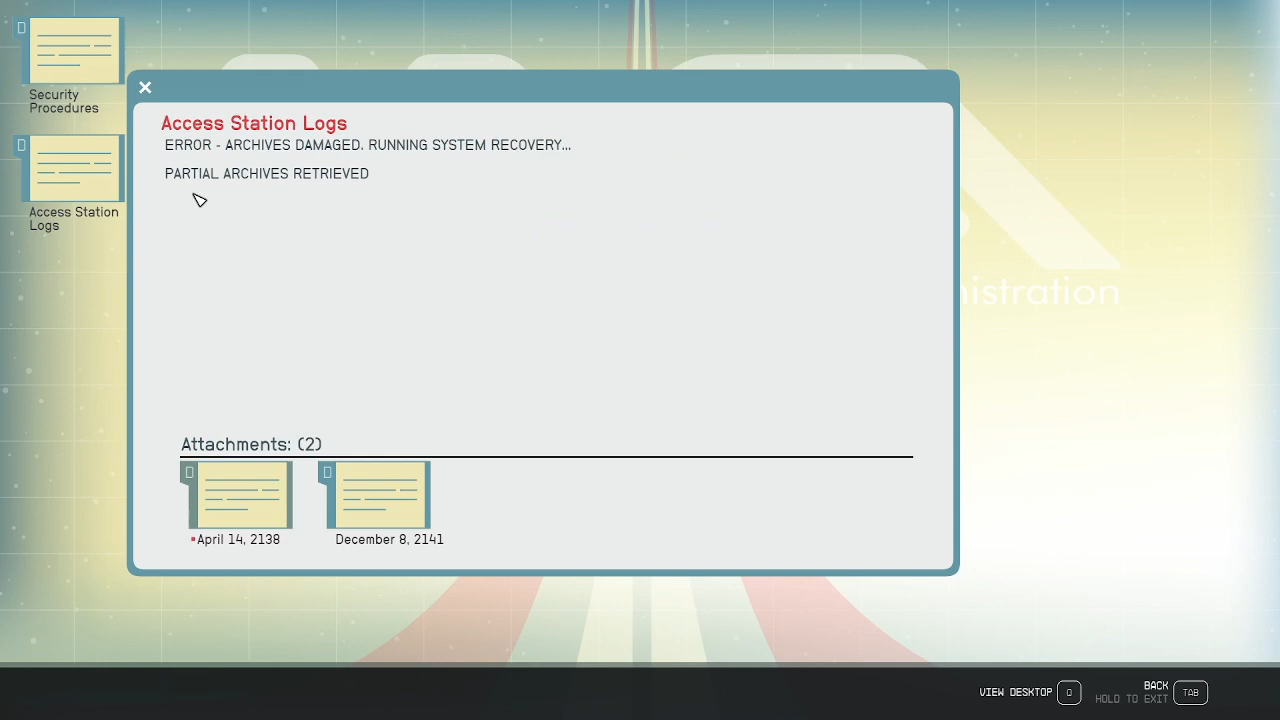 Security
Procedures
Access Station
Logs
Access Station Logs
ERROR - ARCHIVES DAMAGED. RUNNING SYSTEM RECOVERY...
PARTIAL ARCHIVES RETRIEVED
Attachments: (2)
April 14, 2138
December 8, 2141
nistration
VIEW DESKTOP Q
BACK
HOLD TO EXIT TAB